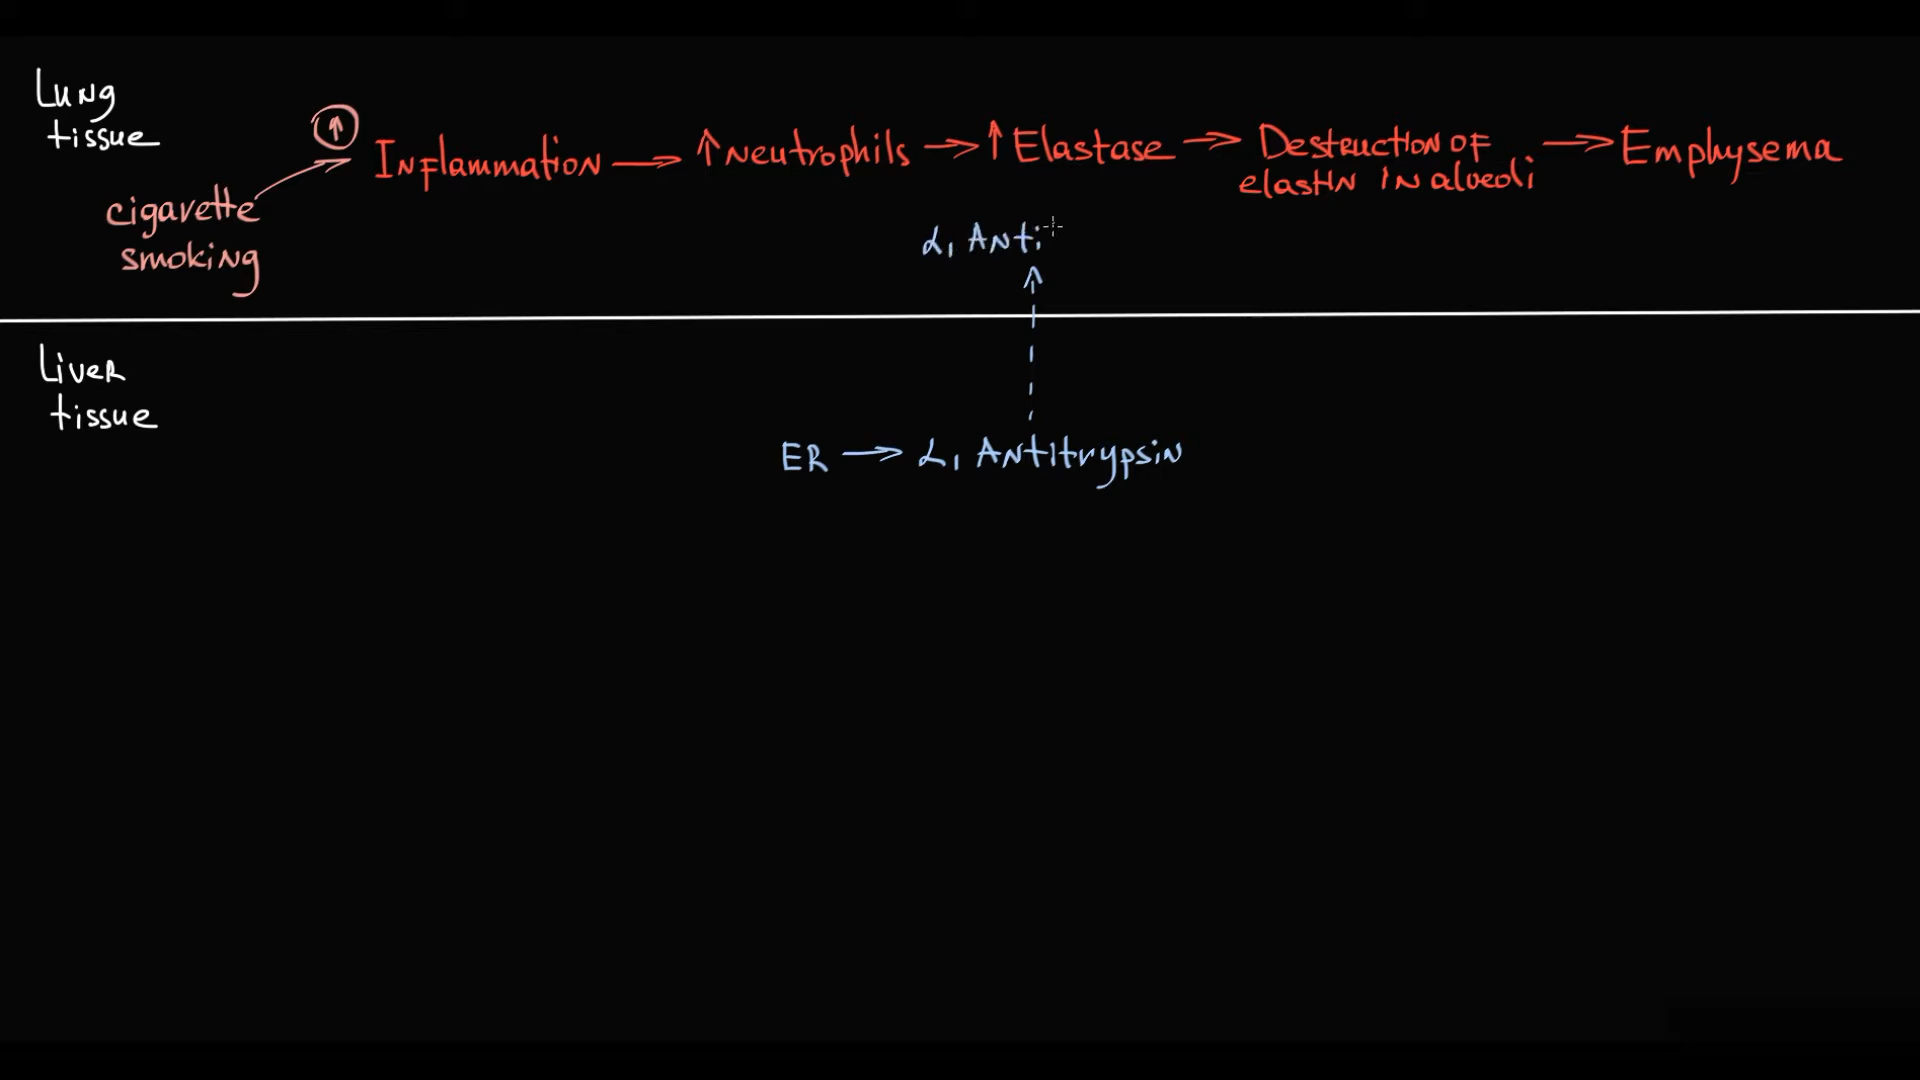 Lung
tissue
↑
Inflammation → ↑Neutrophils → ↑ Elastase → Destruction of → Emphysema
elastin in alveoli
cigarette
smoking
α1 Anti
Liver
tissue
ER → α1 Antitrypsin